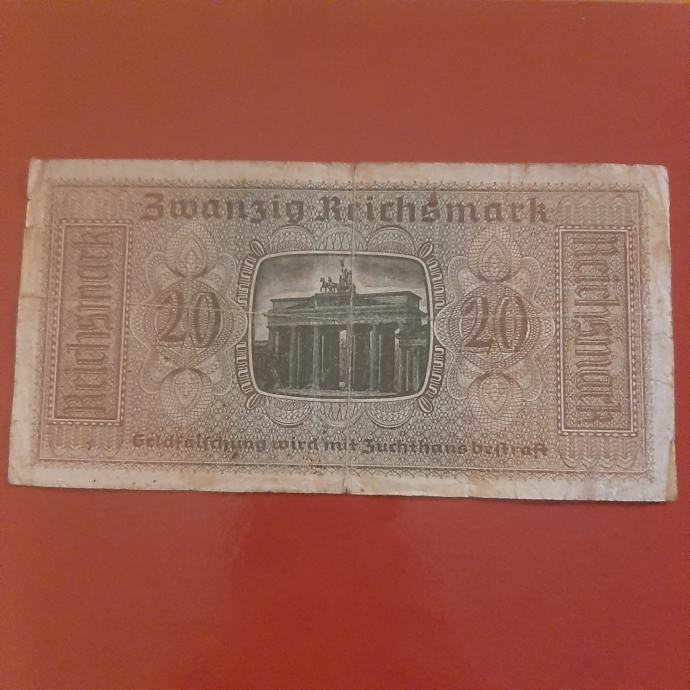 Zwanzig Reichsmark
Reichsmark
20
20
Reichsmark
Geldfälschung wird mit Zuchthaus bestraft